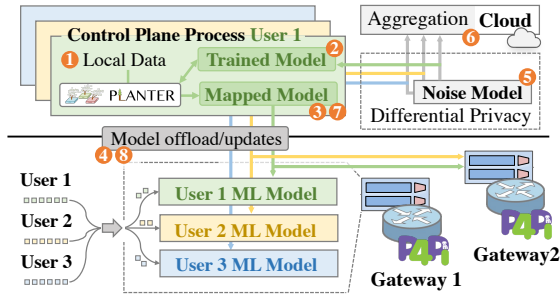 Control Plane Process User 1
1 Local Data
PLANTER
Trained Model 2
Mapped Model
3 7
Aggregation Cloud
6
5
Noise Model
Differential Privacy
Model offload/updates
4 8
User 1
User 2
User 3
User 1 ML Model
User 2 ML Model
User 3 ML Model
P4Pi
Gateway 1
P4Pi
Gateway2